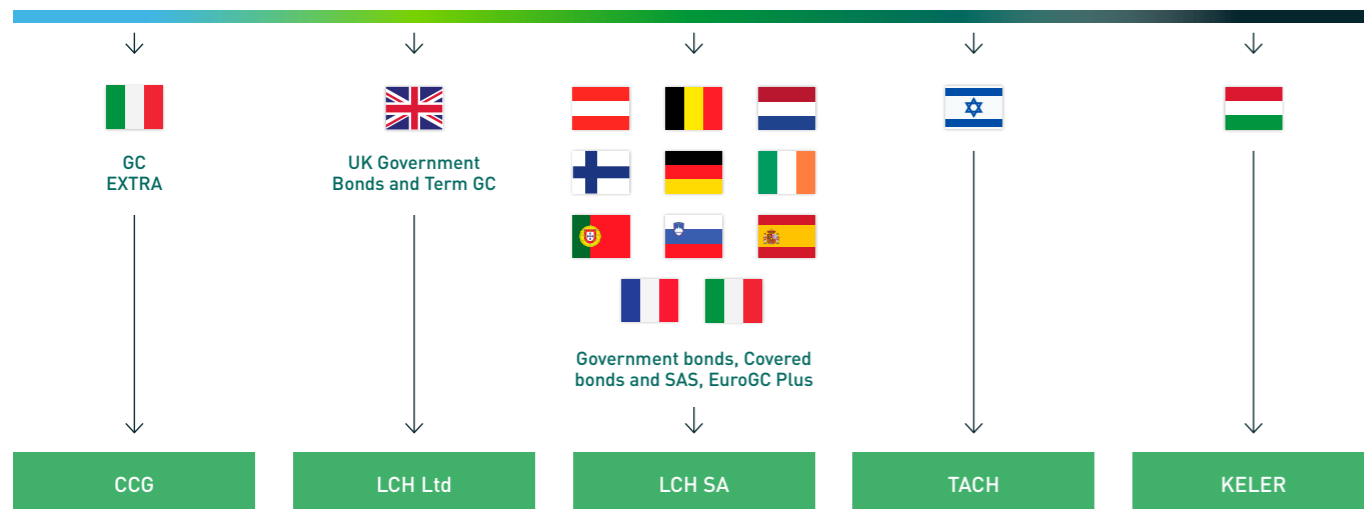 GC
EXTRA
UK Government
Bonds and Term GC
Government bonds, Covered
bonds and SAS, EuroGC Plus
CCG
LCH Ltd
LCH SA
TACH
KELER